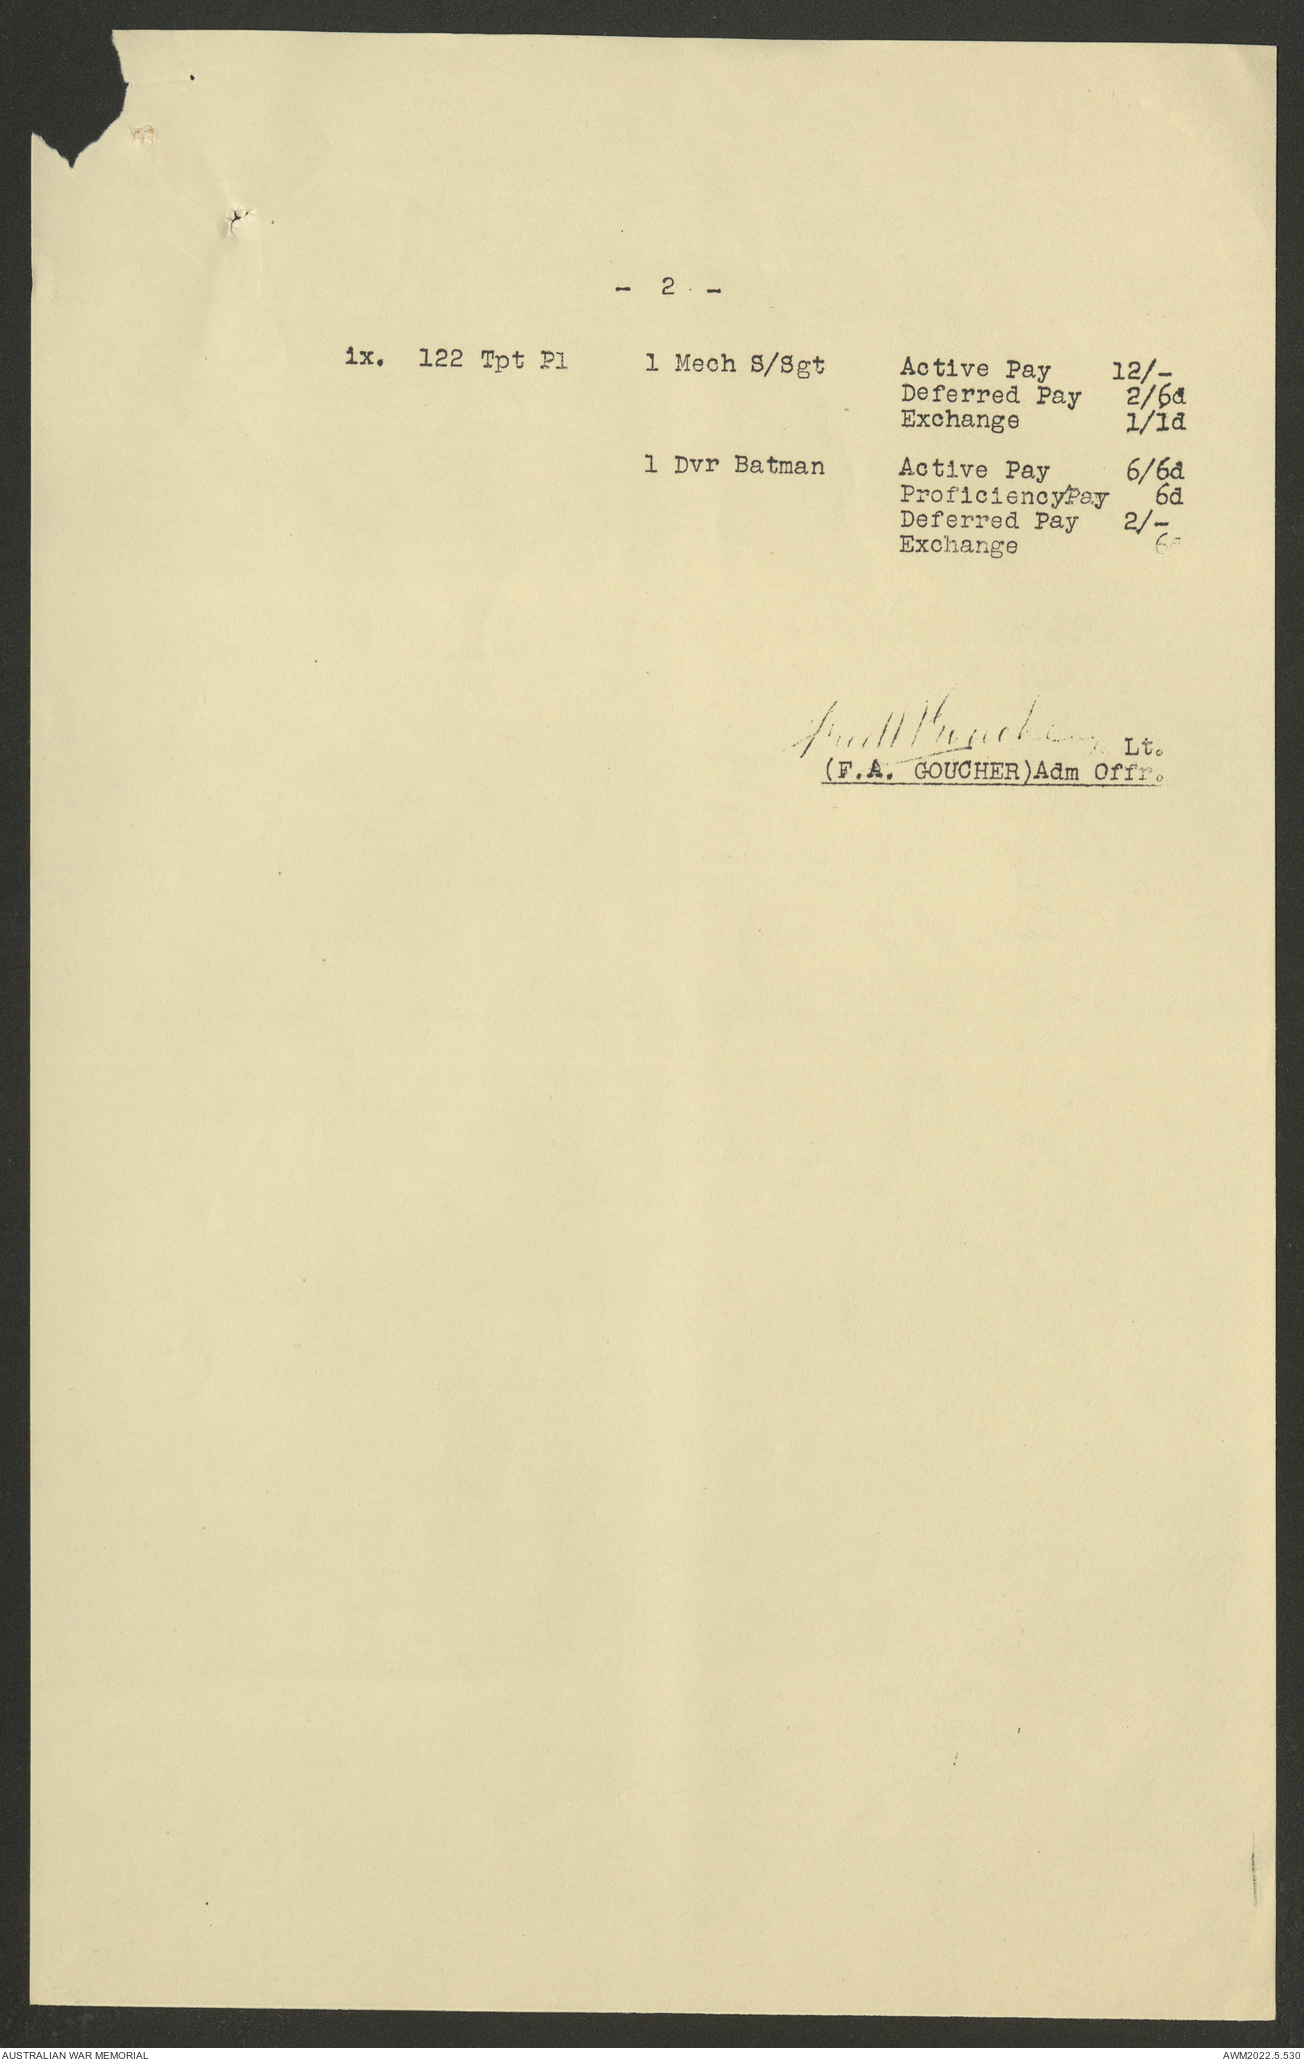 - 2 -
ix. 122 Tpt Pl 1 Mech S/Sgt Active Pay 12/-
Deferred Pay 2/6d
Exchange 1/1d
1 Dvr Batman Active Pay 6/6d
ProficiencyPay 6d
Deferred Pay 2/-
Exchange 6d
Lt.
(F.A. GOUCHER)Adm Offr.
AUSTRALIAN WAR MEMORIAL AWM2022.5.530